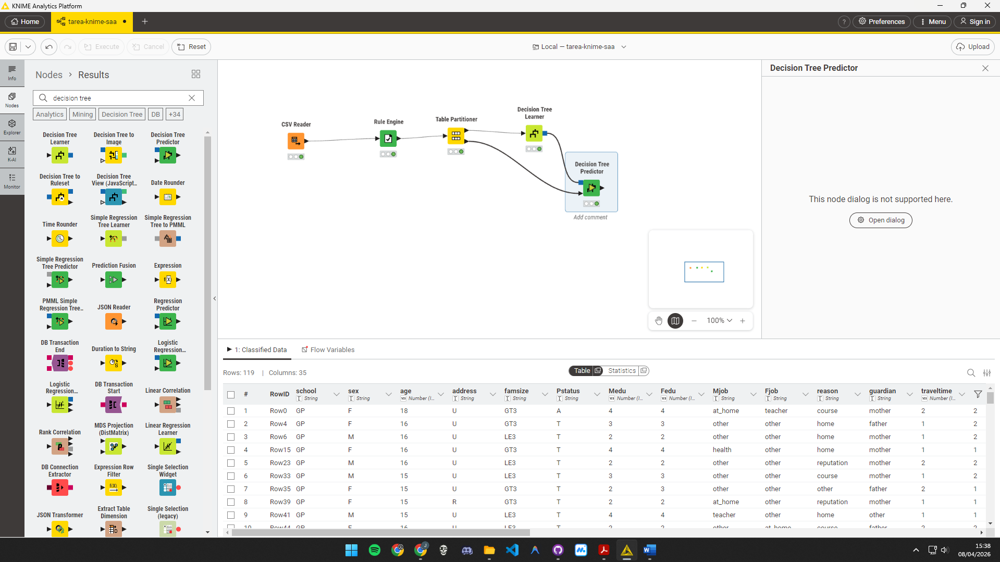 KNIME Analytics Platform
Home
tarea-knime-saa
Preferences
Menu
Sign in
Execute
Cancel
Reset
Local — tarea-knime-saa
Upload
Info
Nodes
Explorer
K-AI
Monitor
Nodes > Results
decision tree
Analytics Mining Decision Tree DB +34
Decision Tree Learner
Decision Tree to Image
Decision Tree Predictor
Decision Tree to Ruleset
Decision Tree View (JavaScript..
Date Rounder
Time Rounder
Simple Regression Tree Learner
Simple Regression Tree to PMML
Simple Regression Tree Predictor
Prediction Fusion
Expression
PMML Simple Regression Tree..
JSON Reader
Regression Predictor
DB Transaction End
Duration to String
Logistic Regression...
Logistic Regression...
DB Transaction Start
Linear Correlation
Rank Correlation
MDS Projection (DistMatrix)
Linear Regression Learner
DB Connection Extractor
Expression Row Filter
Single Selection Widget
JSON Transformer
Extract Table Dimension
Single Selection (legacy)
CSV Reader
Rule Engine
Table Partitioner
Decision Tree
Learner
Decision Tree
Predictor
Add comment
100%
Decision Tree Predictor
This node dialog is not supported here.
Open dialog
1: Classified Data
Flow Variables
Rows: 119 | Columns: 35
Table
Statistics
# RowID school sex age address famsize Pstatus Medu Fedu Mjob Fjob reason guardian traveltime
String String Number (I... String String String Number (I... Number (I... String String String String Number (I...
1 Row0 GP F 18 U GT3 A 4 4 at_home teacher course mother 2 2
2 Row4 GP F 16 U GT3 T 3 3 other other home father 1 2
3 Row6 GP M 16 U LE3 T 2 2 other other home mother 1 2
4 Row15 GP F 16 U GT3 T 4 4 health other home mother 1 1
5 Row23 GP M 16 U LE3 T 2 2 other other reputation mother 2 2
6 Row33 GP M 15 U LE3 T 3 3 other other course mother 1 2
7 Row35 GP F 15 U GT3 T 2 3 other other other father 2 1
8 Row39 GP F 15 R GT3 T 2 2 at_home other reputation mother 1 1
9 Row41 GP M 15 U LE3 T 4 4 teacher other home other 1 1
10 Row44 GP F 16 U LE3 T 2 2 other at_home course father 2 2
15:38
08/04/2026